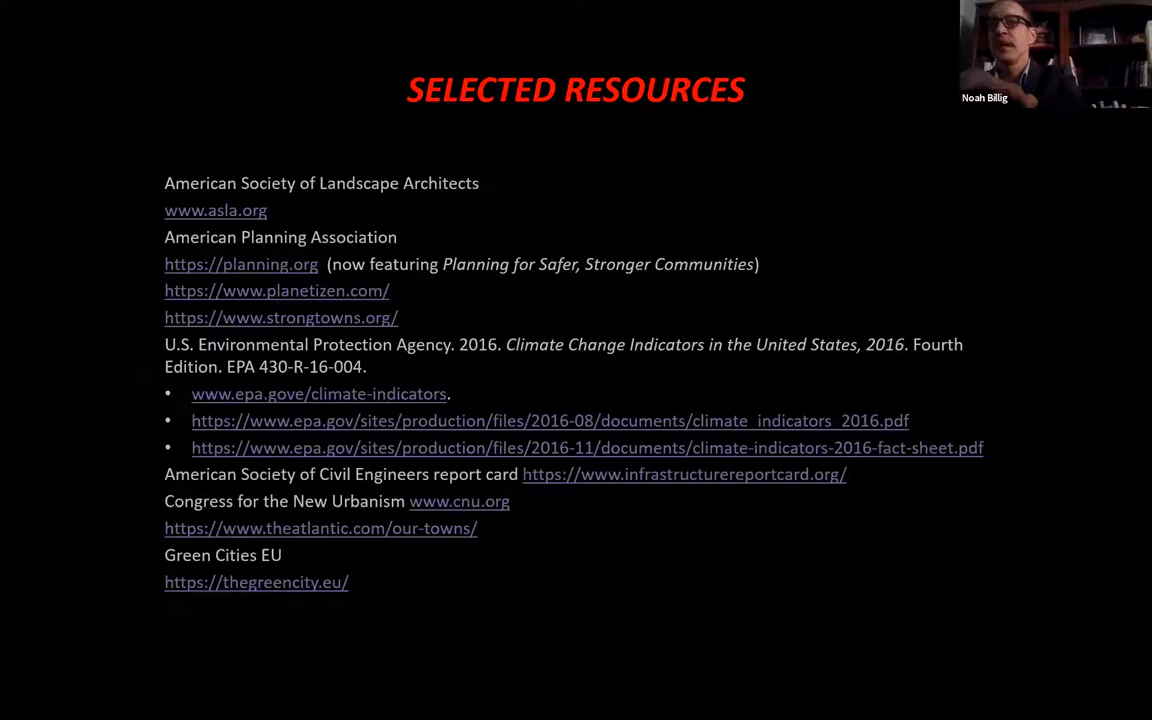 SELECTED RESOURCES
Noah Billig
American Society of Landscape Architects
www.asla.org
American Planning Association
https://planning.org (now featuring Planning for Safer, Stronger Communities)
https://www.planetizen.com/
https://www.strongtowns.org/
U.S. Environmental Protection Agency. 2016. Climate Change Indicators in the United States, 2016. Fourth
Edition. EPA 430-R-16-004.
• www.epa.gove/climate-indicators.
• https://www.epa.gov/sites/production/files/2016-08/documents/climate_indicators_2016.pdf
• https://www.epa.gov/sites/production/files/2016-11/documents/climate-indicators-2016-fact-sheet.pdf
American Society of Civil Engineers report card https://www.infrastructurereportcard.org/
Congress for the New Urbanism www.cnu.org
https://www.theatlantic.com/our-towns/
Green Cities EU
https://thegreencity.eu/